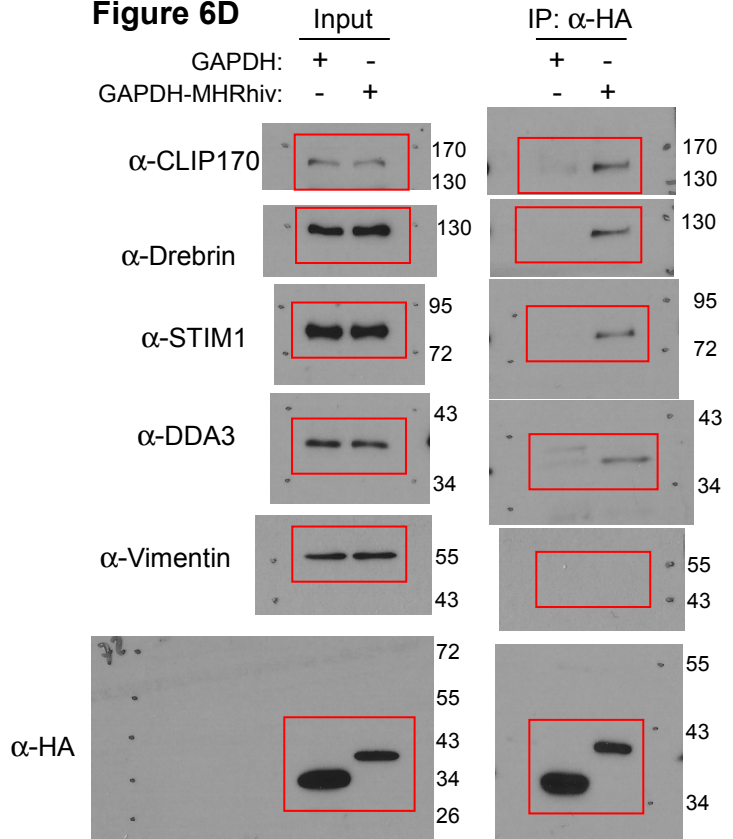 Figure 6D
Input
IP: α-HA
GAPDH: + - + -
GAPDH-MHRhiv: - + - +
α-CLIP170 170 170
130 130
α-Drebrin 130 130
α-STIM1 95 95
72 72
α-DDA3 43 43
34 34
α-Vimentin 55 55
43 43
α-HA 72 55
55 43
43 34
34
26